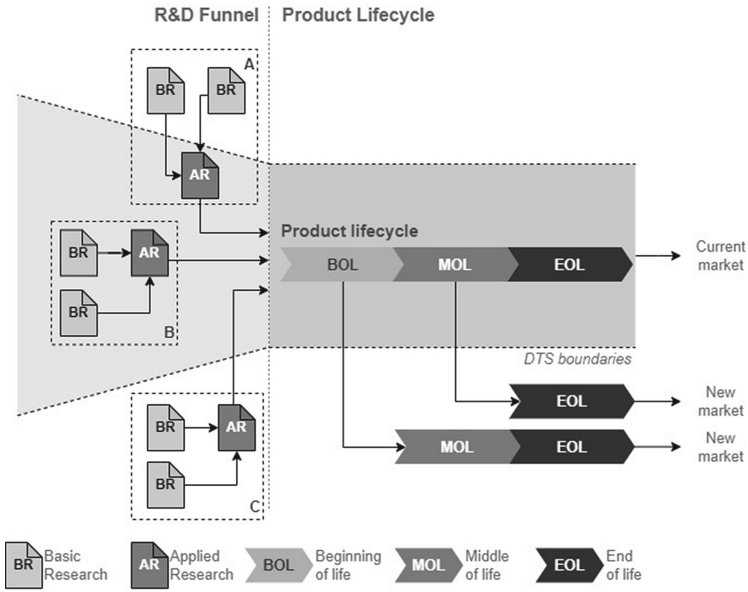 R&D Funnel
Product Lifecycle
A
BR
BR
AR
BR
AR
BR
B
Product lifecycle
BOL
MOL
EOL
Current
market
DTS boundaries
EOL
New
market
MOL
EOL
New
market
BR
AR
BR
C
BR
Basic
Research
AR
Applied
Research
BOL
Beginning
of life
MOL
Middle
of life
EOL
End
of life